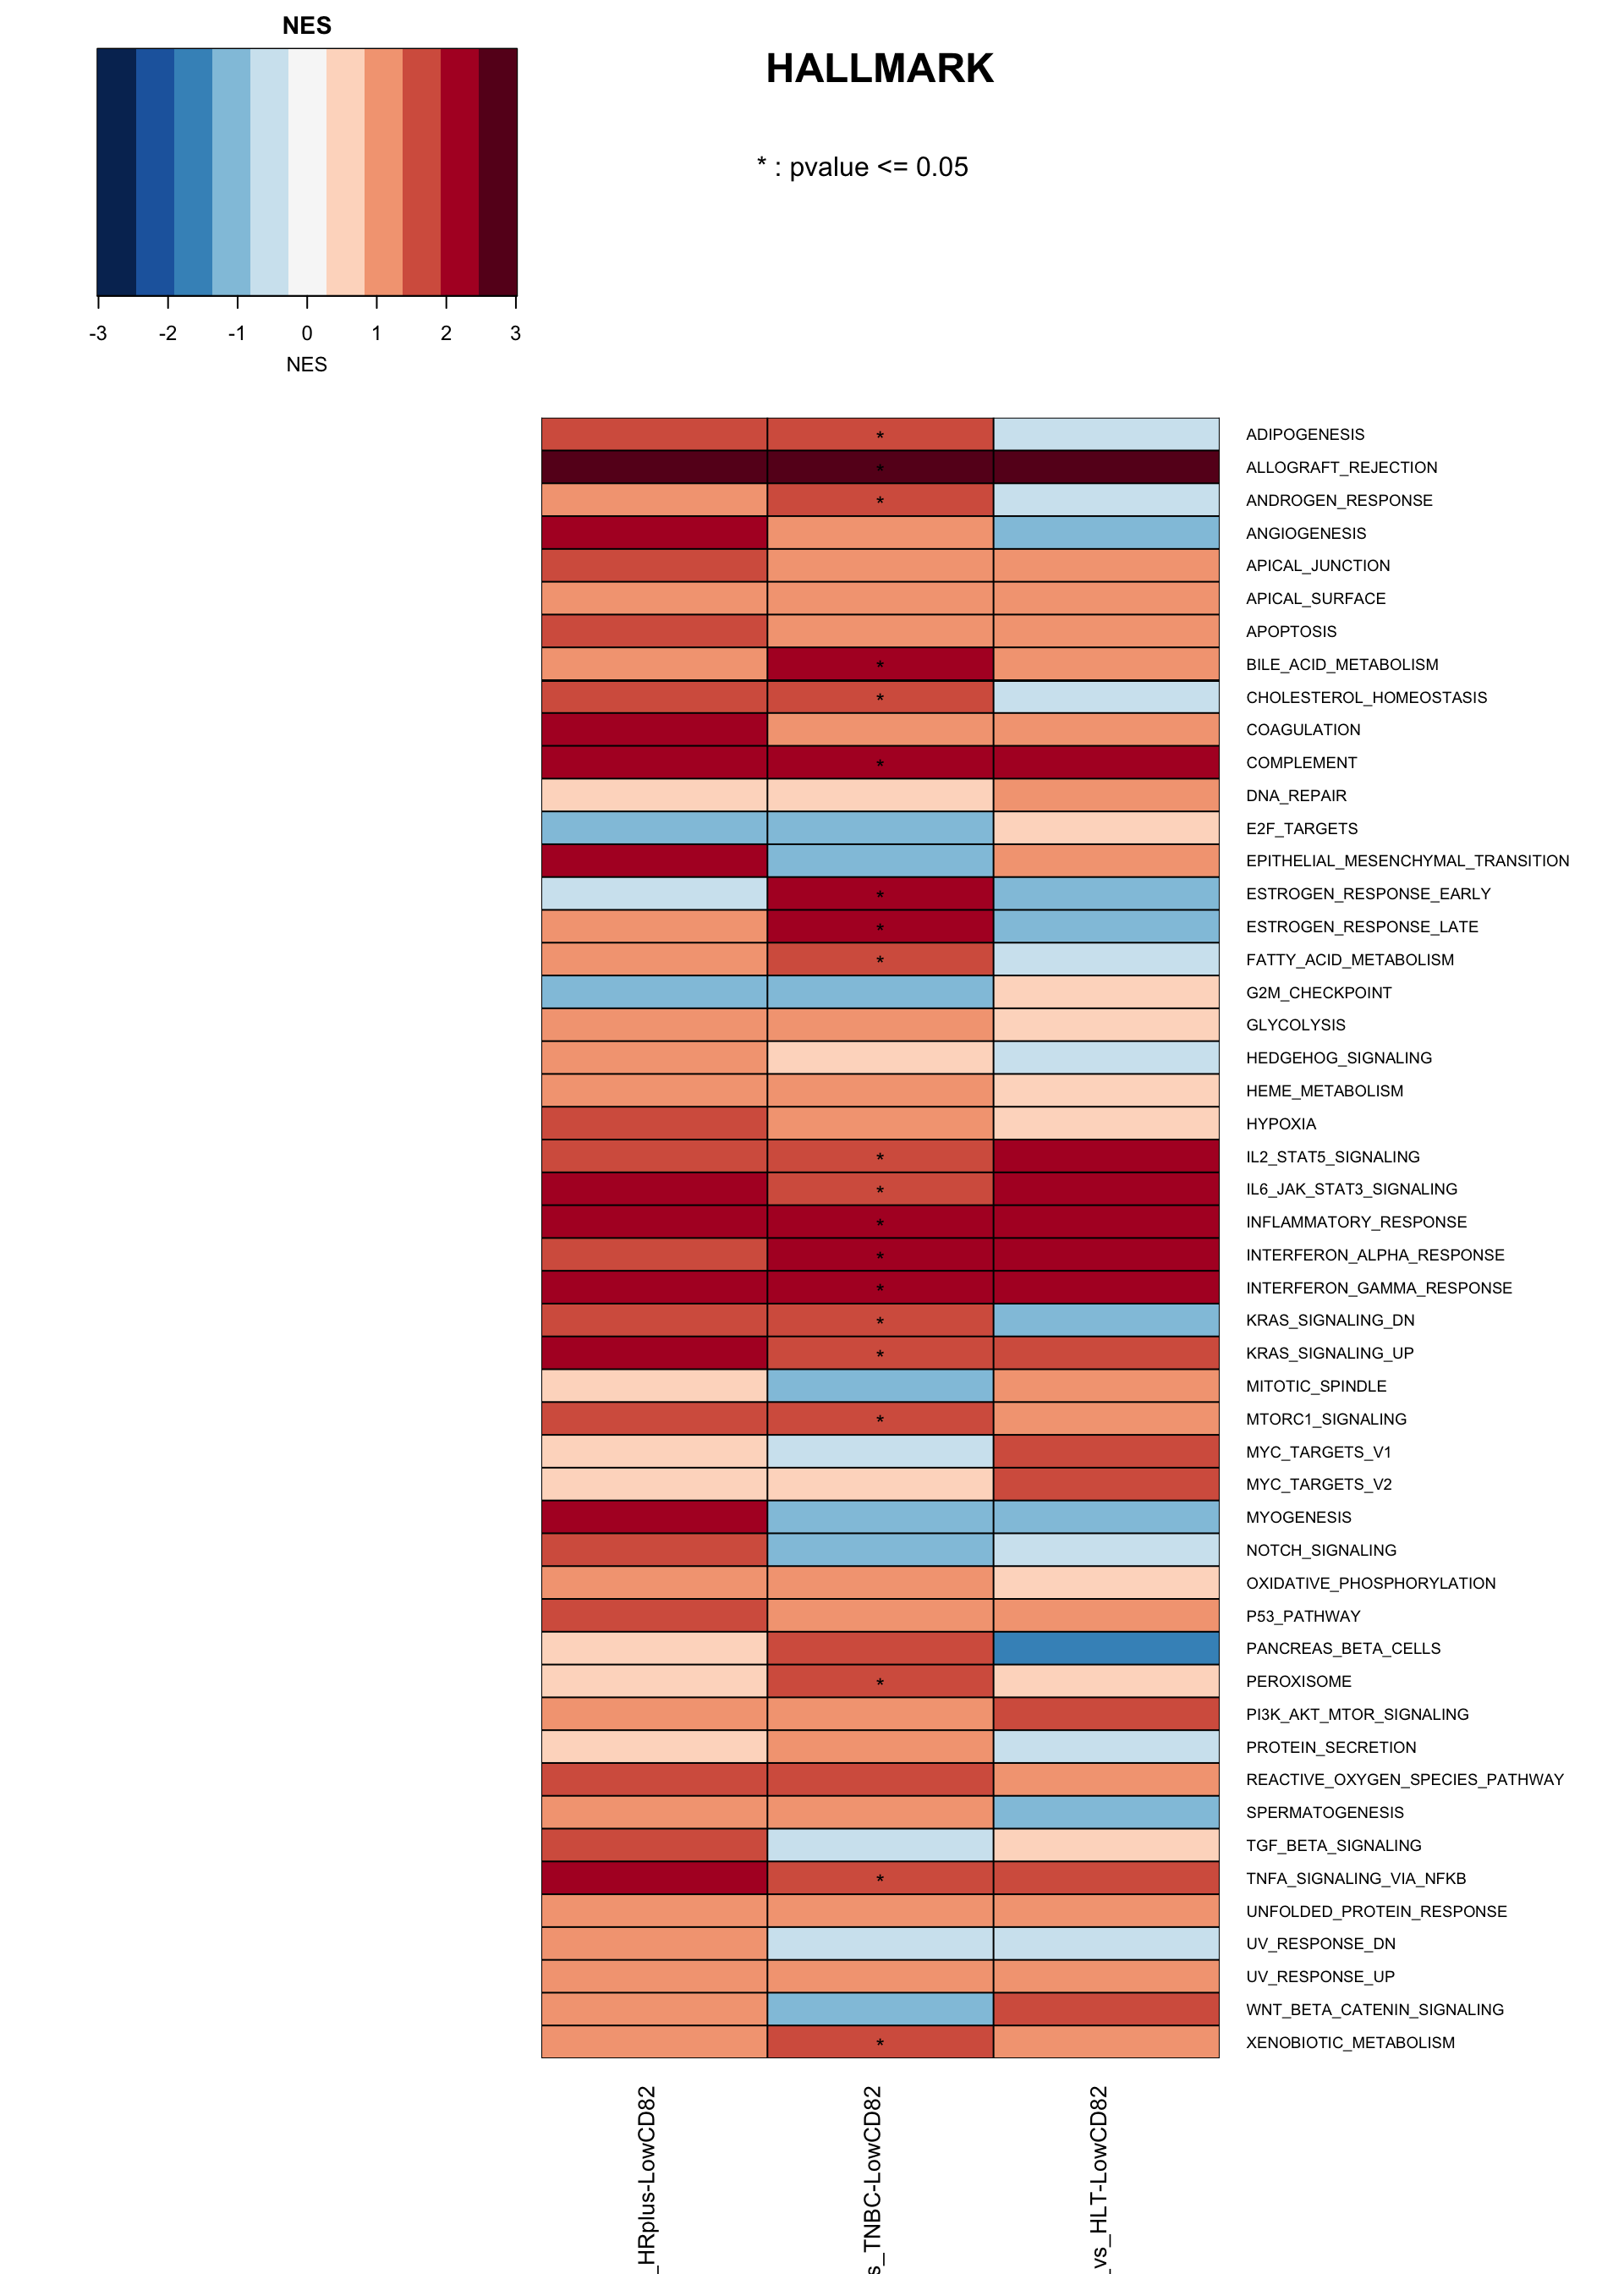 NES
HALLMARK
* : pvalue <= 0.05
-3 -2 -1 0 1 2 3
NES
* ADIPOGENESIS
* ALLOGRAFT_REJECTION
* ANDROGEN_RESPONSE
ANGIOGENESIS
APICAL_JUNCTION
APICAL_SURFACE
APOPTOSIS
* BILE_ACID_METABOLISM
* CHOLESTEROL_HOMEOSTASIS
COAGULATION
* COMPLEMENT
DNA_REPAIR
E2F_TARGETS
EPITHELIAL_MESENCHYMAL_TRANSITION
* ESTROGEN_RESPONSE_EARLY
* ESTROGEN_RESPONSE_LATE
* FATTY_ACID_METABOLISM
G2M_CHECKPOINT
GLYCOLYSIS
HEDGEHOG_SIGNALING
HEME_METABOLISM
HYPOXIA
* IL2_STAT5_SIGNALING
* IL6_JAK_STAT3_SIGNALING
* INFLAMMATORY_RESPONSE
* INTERFERON_ALPHA_RESPONSE
* INTERFERON_GAMMA_RESPONSE
* KRAS_SIGNALING_DN
* KRAS_SIGNALING_UP
MITOTIC_SPINDLE
* MTORC1_SIGNALING
MYC_TARGETS_V1
MYC_TARGETS_V2
MYOGENESIS
NOTCH_SIGNALING
OXIDATIVE_PHOSPHORYLATION
P53_PATHWAY
PANCREAS_BETA_CELLS
* PEROXISOME
PI3K_AKT_MTOR_SIGNALING
PROTEIN_SECRETION
REACTIVE_OXYGEN_SPECIES_PATHWAY
SPERMATOGENESIS
TGF_BETA_SIGNALING
* TNFA_SIGNALING_VIA_NFKB
UNFOLDED_PROTEIN_RESPONSE
UV_RESPONSE_DN
UV_RESPONSE_UP
WNT_BETA_CATENIN_SIGNALING
* XENOBIOTIC_METABOLISM
_HRplus-LowCD82
s_TNBC-LowCD82
_vs_HLT-LowCD82